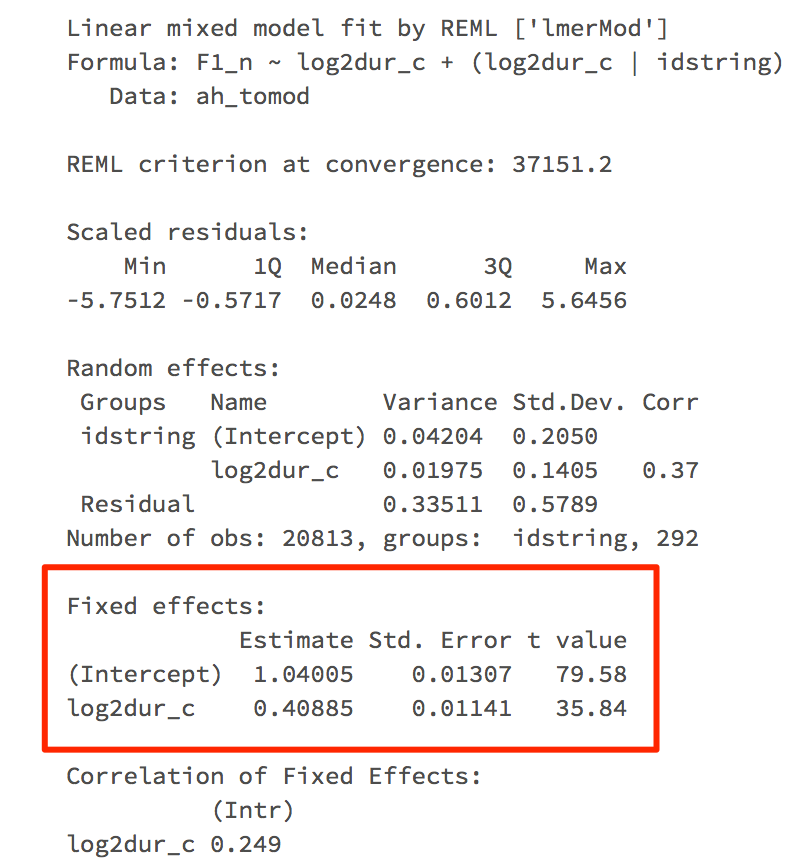 Linear mixed model fit by REML ['lmerMod']
Formula: F1_n ~ log2dur_c + (log2dur_c | idstring)
   Data: ah_tomod

REML criterion at convergence: 37151.2

Scaled residuals:
    Min      1Q  Median      3Q     Max
-5.7512 -0.5717  0.0248  0.6012  5.6456

Random effects:
 Groups   Name        Variance Std.Dev. Corr
 idstring (Intercept) 0.04204  0.2050
          log2dur_c   0.01975  0.1405   0.37
 Residual             0.33511  0.5789
Number of obs: 20813, groups:  idstring, 292

Fixed effects:
            Estimate Std. Error t value
(Intercept)  1.04005    0.01307   79.58
log2dur_c    0.40885    0.01141   35.84

Correlation of Fixed Effects:
          (Intr)
log2dur_c 0.249